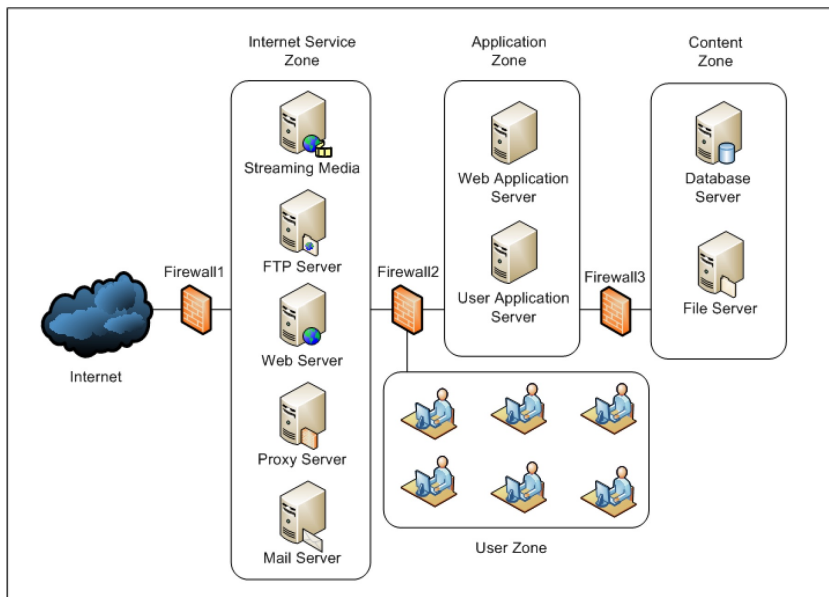 Internet Service
Zone
Application
Zone
Content
Zone
Streaming Media
Web Application
Server
Database
Server
FTP Server
User Application
Server
File Server
Firewall1
Firewall2
Firewall3
Internet
Web Server
Proxy Server
Mail Server
User Zone